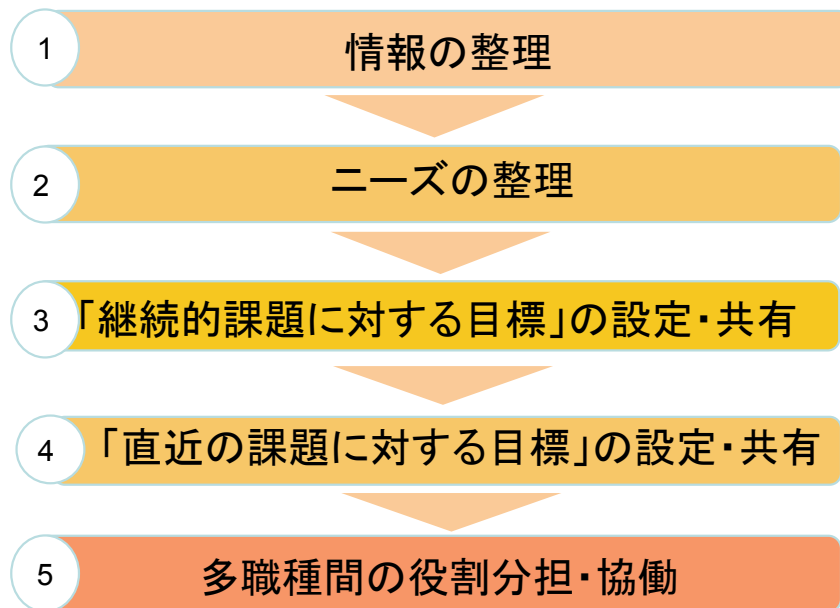 1 情報の整理
2 ニーズの整理
3 「継続的課題に対する目標」の設定・共有
4 「直近の課題に対する目標」の設定・共有
5 多職種間の役割分担・協働